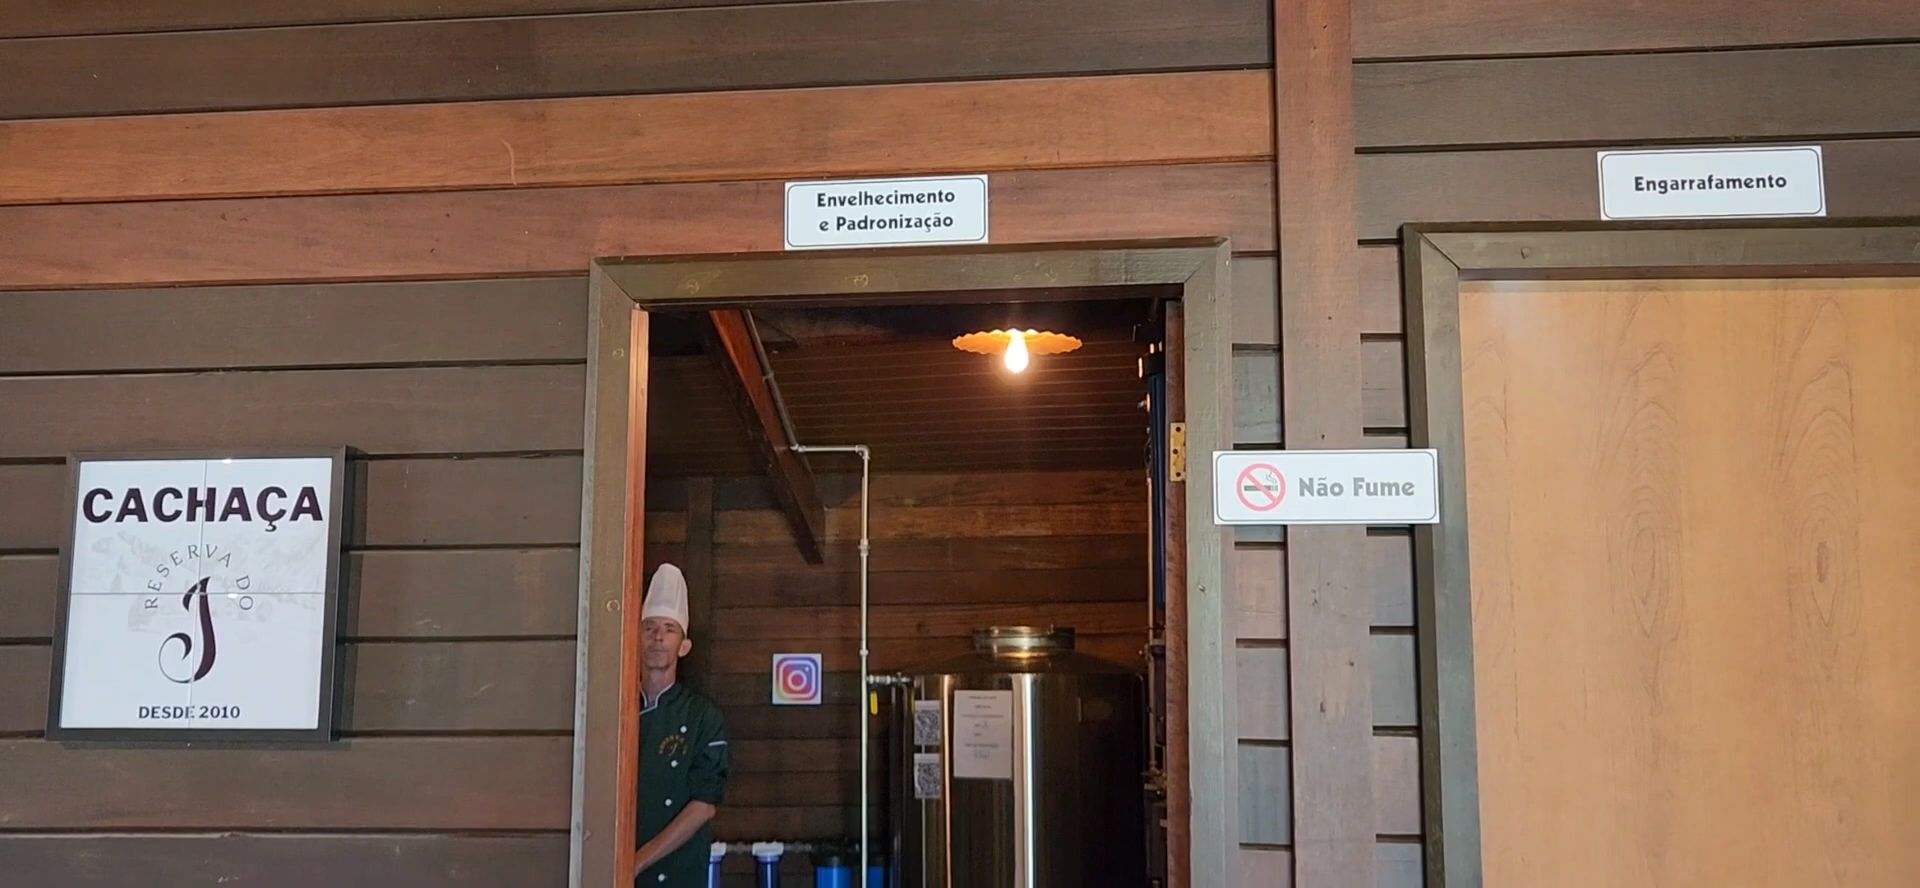 Envelhecimento
e Padronização
Engarrafamento
CACHAÇA
RESERVA DO
J
DESDE 2010
Não Fume